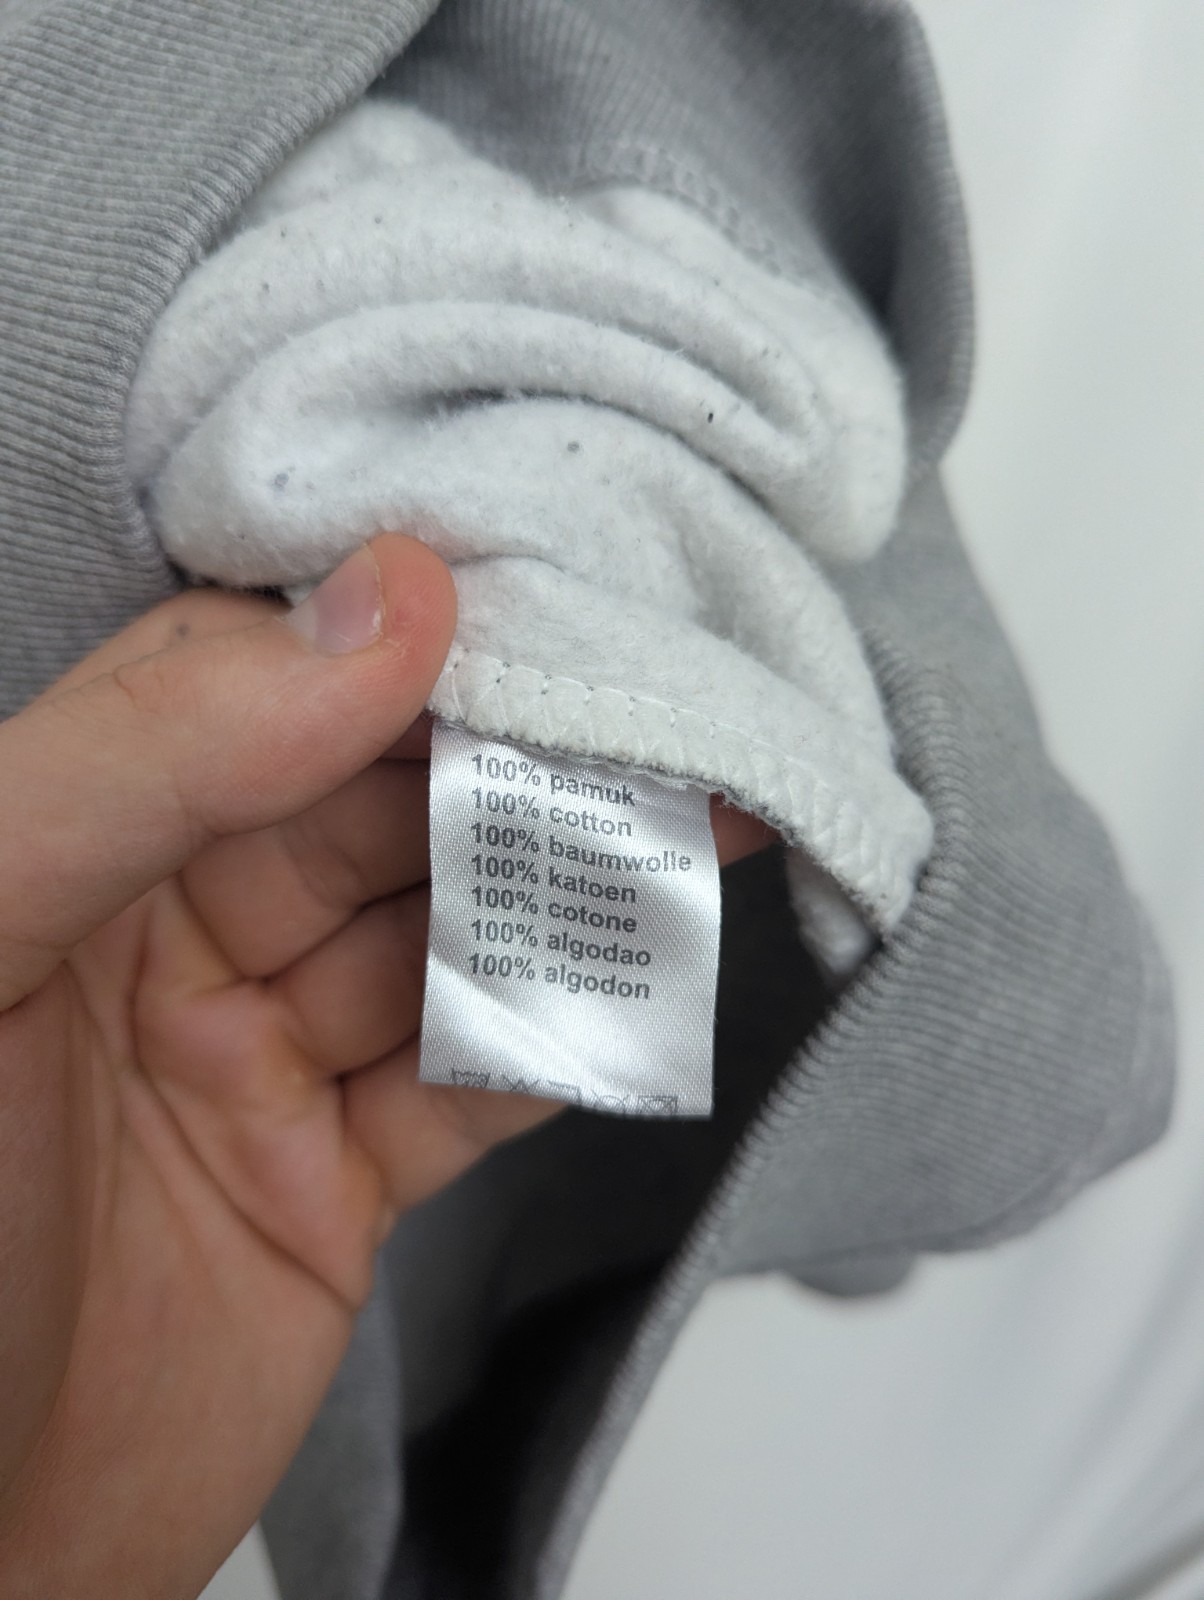 100% pamuk
100% cotton
100% baumwolle
100% katoen
100% cotone
100% algodao
100% algodon